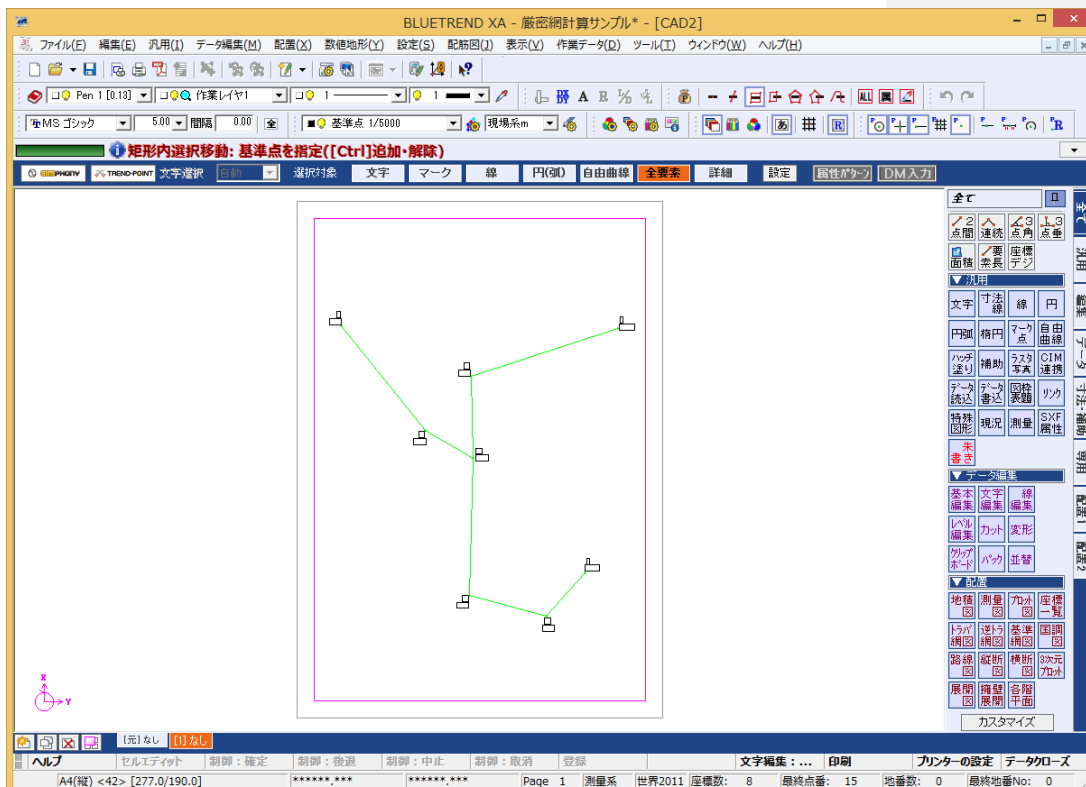 BLUETREND XA - 厳密網計算サンプル* - [CAD2]
ファイル(F) 編集(E) 汎用(I) データ編集(M) 配置(X) 数値地形(Y) 設定(S) 配筋図(J) 表示(V) 作業データ(D) ツール(T) ウィンドウ(W) ヘルプ(H)
Pen 1 [0.13] 作業レイヤ1 1 1 A R ALL
MS ゴシック 5.00 間隔 0.00 全 基準点 1/5000 現場系m あ R
矩形内選択移動: 基準点を指定([Ctrl]追加・解除)
TREND-POINT 文字選択 自動 選択対象 文字 マーク 線 円(弧) 自由曲線 全要素 詳細 設定 属性パターン DM入力
全て
2点間 連続 3点角 3点垂
面積 要素長 座標デジ
▼ 汎用
文字 寸法線 線 円
円弧 楕円 マーク点 自由曲線
ハッチ塗り 補助 ラスタ写真 CIM連携
データ読込 データ書込 図枠表題 リンク
特殊図形 現況 測量 SXF属性
朱書き
▼ データ編集
基本編集 文字編集 線編集
レベル編集 カット 変形
クリップボード パック 並替
▼ 配置
地積図 測量図 プロット図 座標一覧
トラバ網図 逆トラ網図 基準網図 国調図
路線図 縦断図 横断図 3次元プロット
展開図 擁壁展開 各階平面
カスタマイズ
全て
汎用
編集
データ
寸法・補助
専用
配置1
配置2
X
Y
[元]なし [1]なし
ヘルプ セルエディット 制御：確定 制御：後退 制御：中止 制御：取消 登録 文字編集：... 印刷 プリンターの設定 データクローズ
A4(縦) <42> [277.0/190.0] ******.*** ******.*** Page 1 測量系 世界2011 座標数: 8 最終点番: 15 地番数: 0 最終地番No: 0